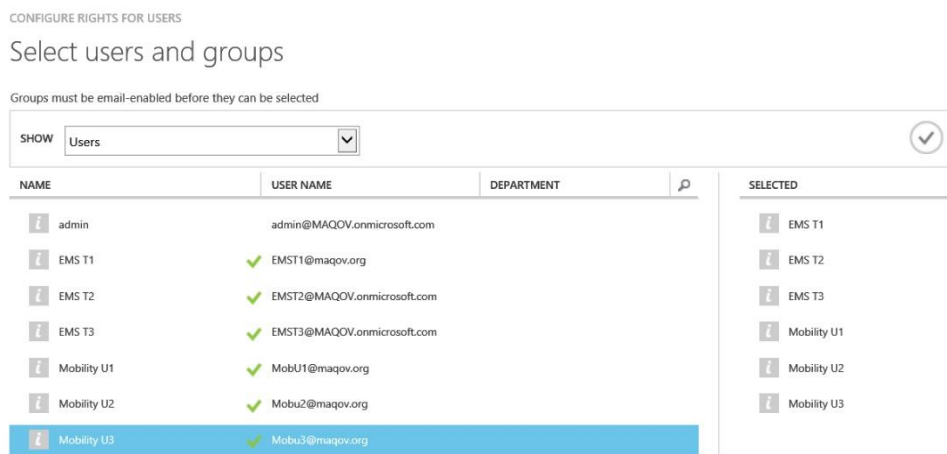 CONFIGURE RIGHTS FOR USERS
Select users and groups
Groups must be email-enabled before they can be selected
SHOW Users
NAME USER NAME DEPARTMENT SELECTED
admin admin@MAQOV.onmicrosoft.com EMS T1
EMS T1 EMST1@maqov.org EMS T2
EMS T2 EMST2@MAQOV.onmicrosoft.com EMS T3
EMS T3 EMST3@MAQOV.onmicrosoft.com Mobility U1
Mobility U1 MobU1@maqov.org Mobility U2
Mobility U2 Mobu2@maqov.org Mobility U3
Mobility U3 Mobu3@maqov.org